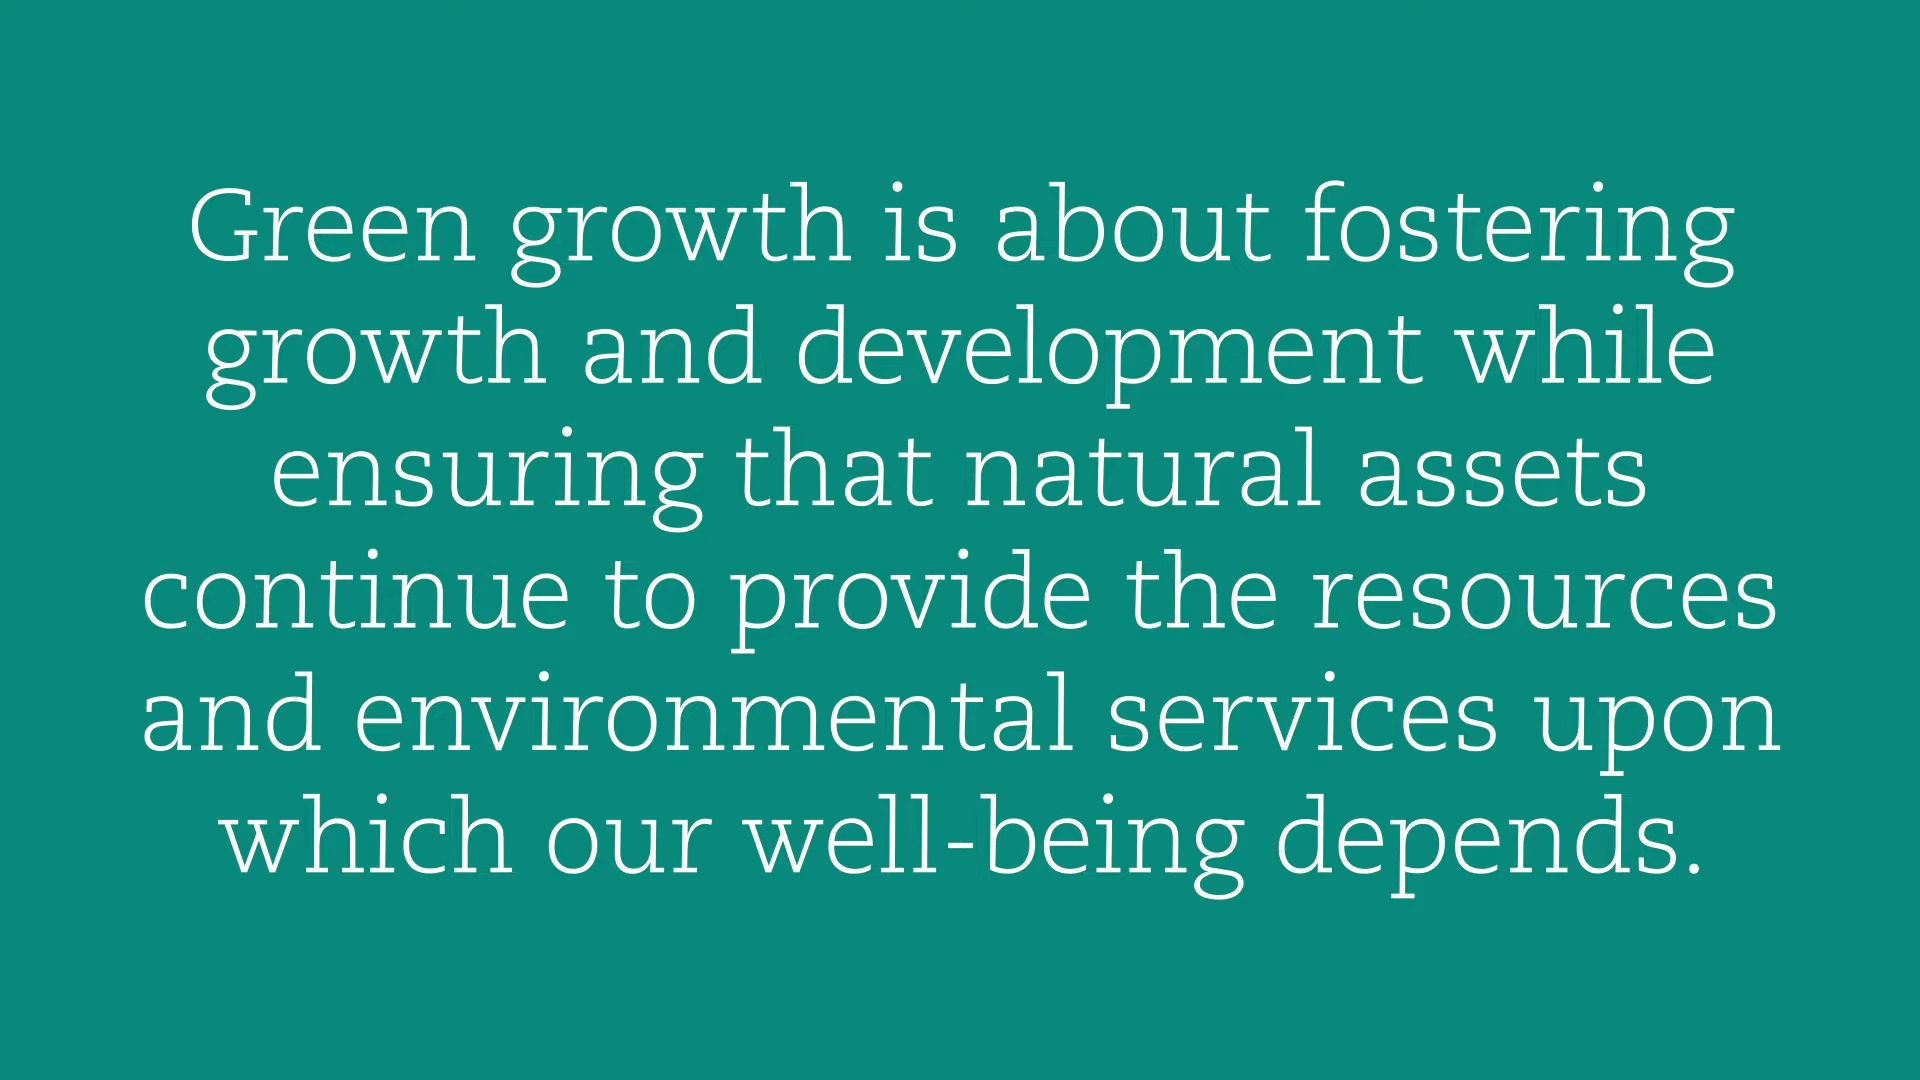 Green growth is about fostering
growth and development while
ensuring that natural assets
continue to provide the resources
and environmental services upon
which our well-being depends.